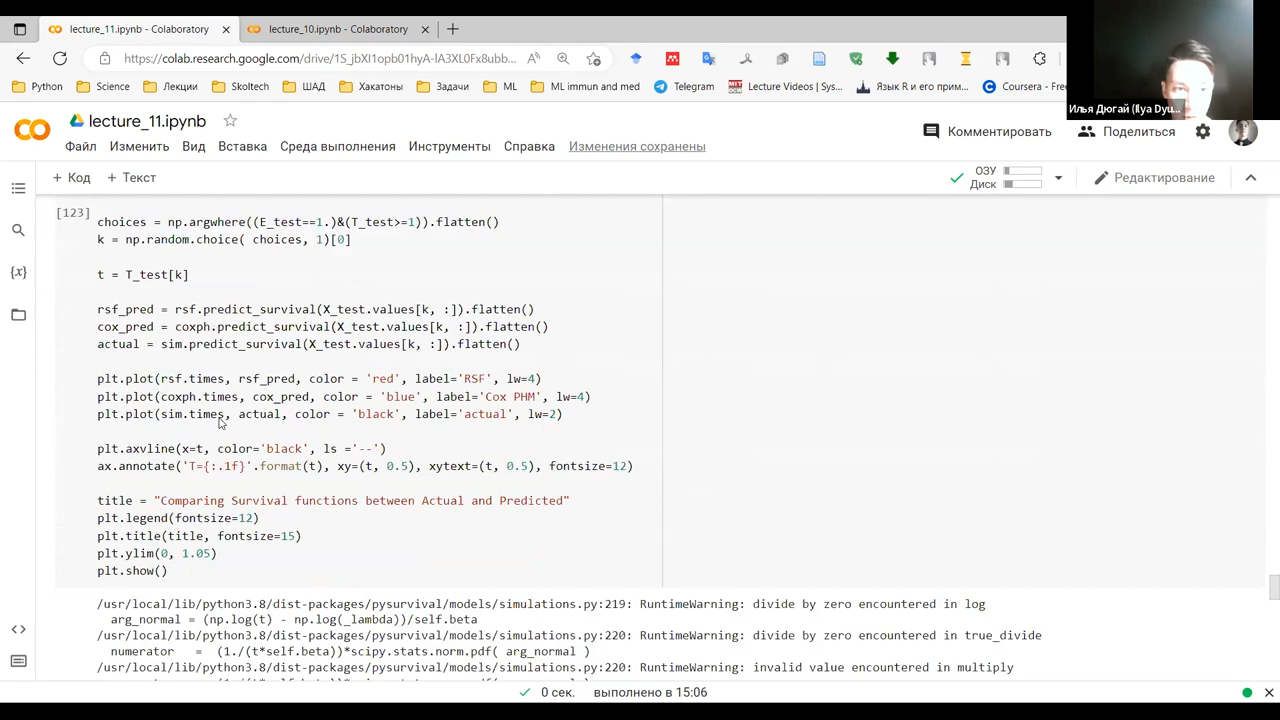 lecture_11.ipynb - Colaboratory
lecture_10.ipynb - Colaboratory
https://colab.research.google.com/drive/1S_jbXl1opb01hyA-lA3XL0Fx8ubb...
Python
Science
Лекции
Skoltech
ШАД
Хакатоны
Задачи
ML
ML immun and med
Telegram
Lecture Videos | Sys...
Язык R и его прим...
Coursera - Free
Илья Дюгай (Ilya Dyu...
lecture_11.ipynb
Комментировать
Поделиться
Файл Изменить Вид Вставка Среда выполнения Инструменты Справка Изменения сохранены
+ Код + Текст
ОЗУ
Диск
Редактирование
[123]
choices = np.argwhere((E_test==1.)&(T_test>=1)).flatten()
k = np.random.choice( choices, 1)[0]
t = T_test[k]
rsf_pred = rsf.predict_survival(X_test.values[k, :]).flatten()
cox_pred = coxph.predict_survival(X_test.values[k, :]).flatten()
actual = sim.predict_survival(X_test.values[k, :]).flatten()
plt.plot(rsf.times, rsf_pred, color = 'red', label='RSF', lw=4)
plt.plot(coxph.times, cox_pred, color = 'blue', label='Cox PHM', lw=4)
plt.plot(sim.times, actual, color = 'black', label='actual', lw=2)
plt.axvline(x=t, color='black', ls ='--')
ax.annotate('T={:.1f}'.format(t), xy=(t, 0.5), xytext=(t, 0.5), fontsize=12)
title = "Comparing Survival functions between Actual and Predicted"
plt.legend(fontsize=12)
plt.title(title, fontsize=15)
plt.ylim(0, 1.05)
plt.show()
/usr/local/lib/python3.8/dist-packages/pysurvival/models/simulations.py:219: RuntimeWarning: divide by zero encountered in log
arg_normal = (np.log(t) - np.log(_lambda))/self.beta
/usr/local/lib/python3.8/dist-packages/pysurvival/models/simulations.py:220: RuntimeWarning: divide by zero encountered in true_divide
numerator = (1./(t*self.beta))*scipy.stats.norm.pdf( arg_normal )
/usr/local/lib/python3.8/dist-packages/pysurvival/models/simulations.py:220: RuntimeWarning: invalid value encountered in multiply
0 сек. выполнено в 15:06